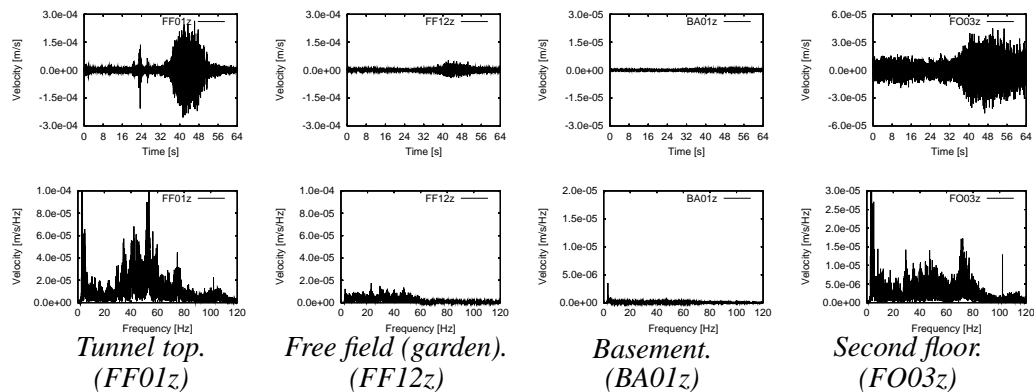 FF01z
3.0e-04
1.5e-04
0.0e+00
-1.5e-04
-3.0e-04
Velocity [m/s]
0 8 16 24 32 40 48 56 64
Time [s]
FF12z
3.0e-04
1.5e-04
0.0e+00
-1.5e-04
-3.0e-04
Velocity [m/s]
0 8 16 24 32 40 48 56 64
Time [s]
BA01z
3.0e-05
1.5e-05
0.0e+00
-1.5e-05
-3.0e-05
Velocity [m/s]
0 8 16 24 32 40 48 56 64
Time [s]
FO03z
6.0e-05
3.0e-05
0.0e+00
-3.0e-05
-6.0e-05
Velocity [m/s]
0 8 16 24 32 40 48 56 64
Time [s]
FF01z
1.0e-04
8.0e-05
6.0e-05
4.0e-05
2.0e-05
0.0e+00
Velocity [m/s/Hz]
0 20 40 60 80 100 120
Frequency [Hz]
FF12z
1.0e-04
8.0e-05
6.0e-05
4.0e-05
2.0e-05
0.0e+00
Velocity [m/s/Hz]
0 20 40 60 80 100 120
Frequency [Hz]
BA01z
2.0e-05
1.5e-05
1.0e-05
5.0e-06
0.0e+00
Velocity [m/s/Hz]
0 20 40 60 80 100 120
Frequency [Hz]
FO03z
3.0e-05
2.5e-05
2.0e-05
1.5e-05
1.0e-05
5.0e-06
0.0e+00
Velocity [m/s/Hz]
0 20 40 60 80 100 120
Frequency [Hz]
Tunnel top.
(FF01z)
Free field (garden).
(FF12z)
Basement.
(BA01z)
Second floor.
(FO03z)